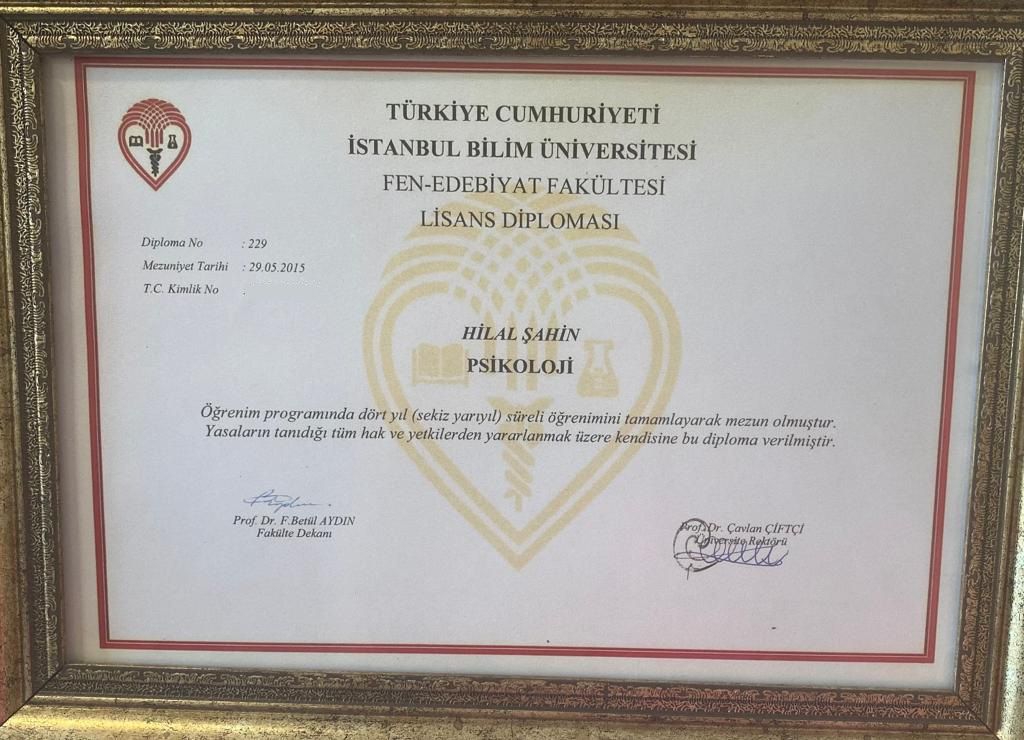 TÜRKİYE CUMHURİYETİ
İSTANBUL BİLİM ÜNİVERSİTESİ
FEN-EDEBİYAT FAKÜLTESİ
LİSANS DİPLOMASI
Diploma No : 229
Mezuniyet Tarihi : 29.05.2015
T.C. Kimlik No :
HİLAL ŞAHİN
PSİKOLOJİ
Öğrenim programında dört yıl (sekiz yarıyıl) süreli öğrenimini tamamlayarak mezun olmuştur.
Yasaların tanıdığı tüm hak ve yetkilerden yararlanmak üzere kendisine bu diploma verilmiştir.
Prof. Dr. F.Betül AYDIN
Fakülte Dekanı
Prof. Dr. Çavlan ÇİFTÇİ
Üniversite Rektörü